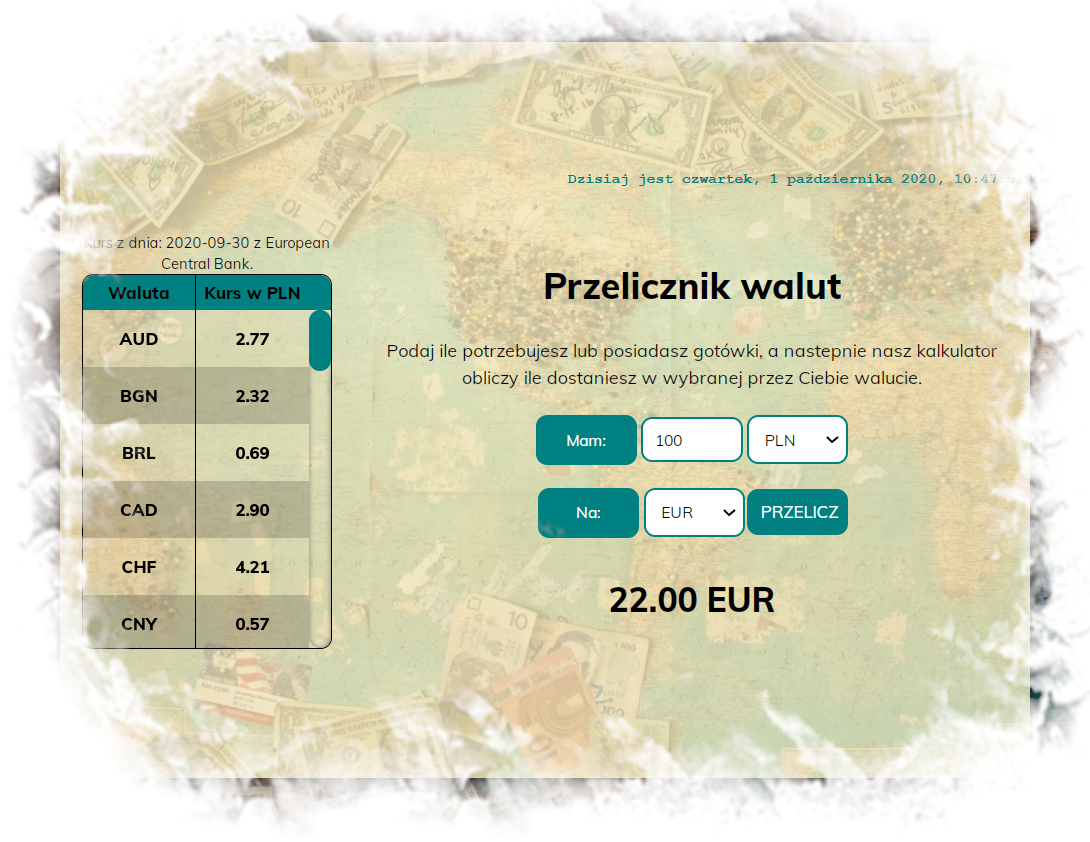 Dzisiaj jest czwartek, 1 października 2020, 10:47
Kurs z dnia: 2020-09-30 z European
Central Bank.
Waluta Kurs w PLN
AUD 2.77
BGN 2.32
BRL 0.69
CAD 2.90
CHF 4.21
CNY 0.57
Przelicznik walut
Podaj ile potrzebujesz lub posiadasz gotówki, a nastepnie nasz kalkulator
obliczy ile dostaniesz w wybranej przez Ciebie walucie.
Mam: 100 PLN
Na: EUR PRZELICZ
22.00 EUR